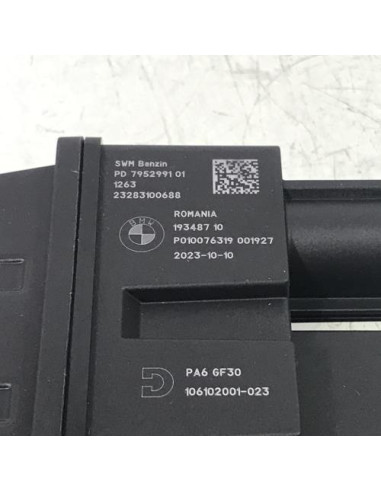 SWM Benzin
PD 7952991 01
1263
23283100688
ROMANIA
BMW
193487 10
P010076319 001927
2023-10-10
PA6 GF30
106102001-023